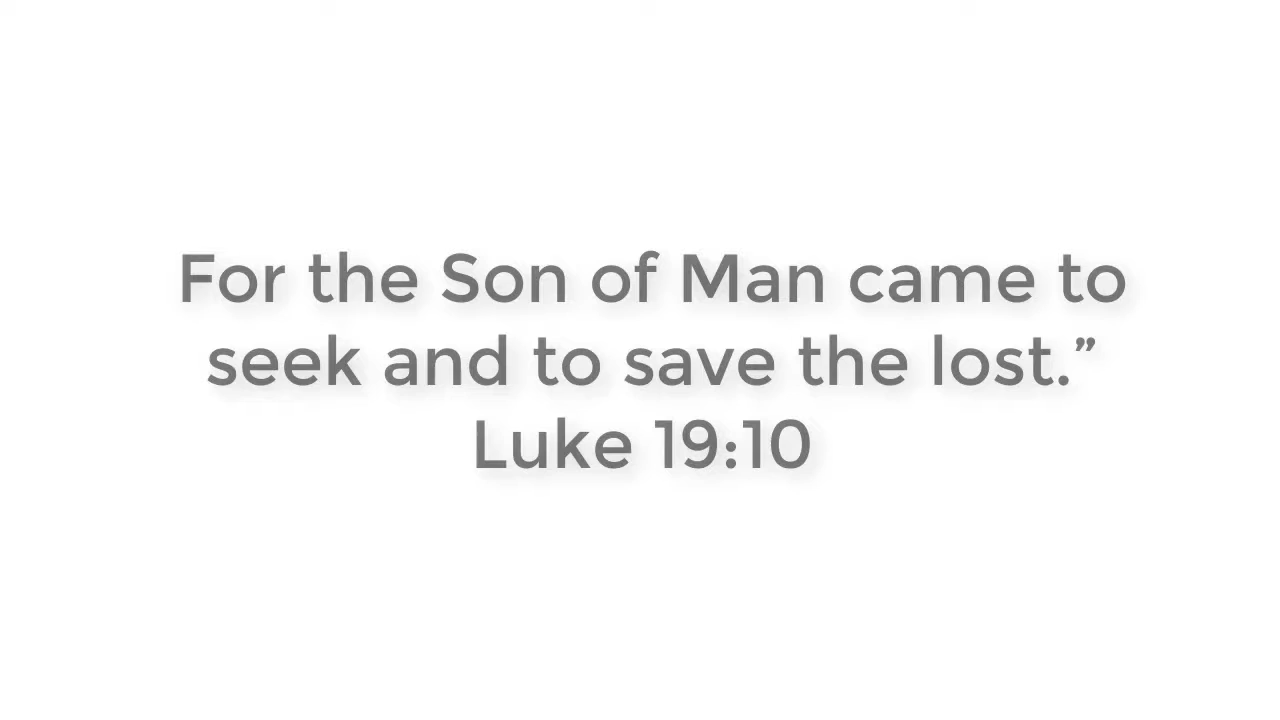 For the Son of Man came to
seek and to save the lost.”
Luke 19:10